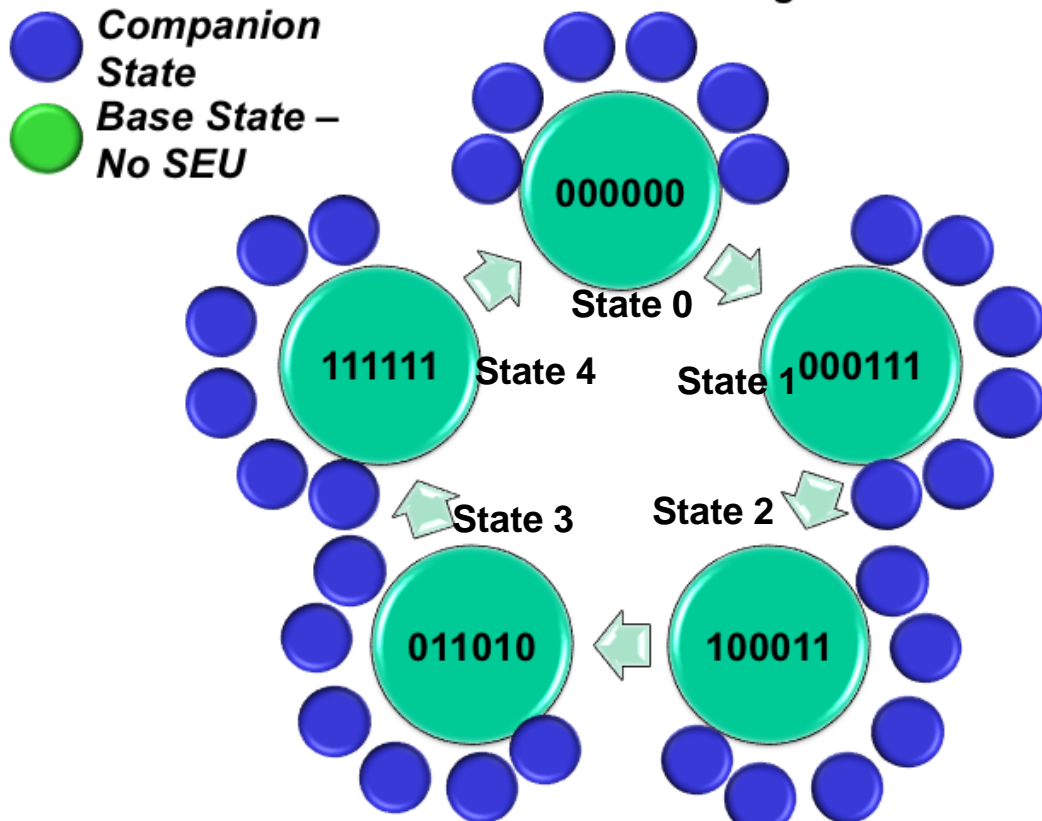 Companion
State
Base State –
No SEU
000000
State 0
111111
State 4
State 1
000111
State 3
State 2
011010
100011